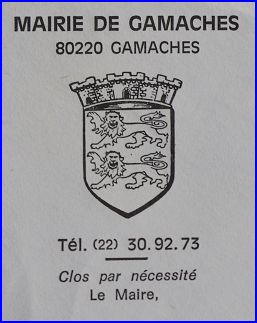 MAIRIE DE GAMACHES
80220 GAMACHES
Tél. (22) 30.92.73
Clos par nécessité
Le Maire,